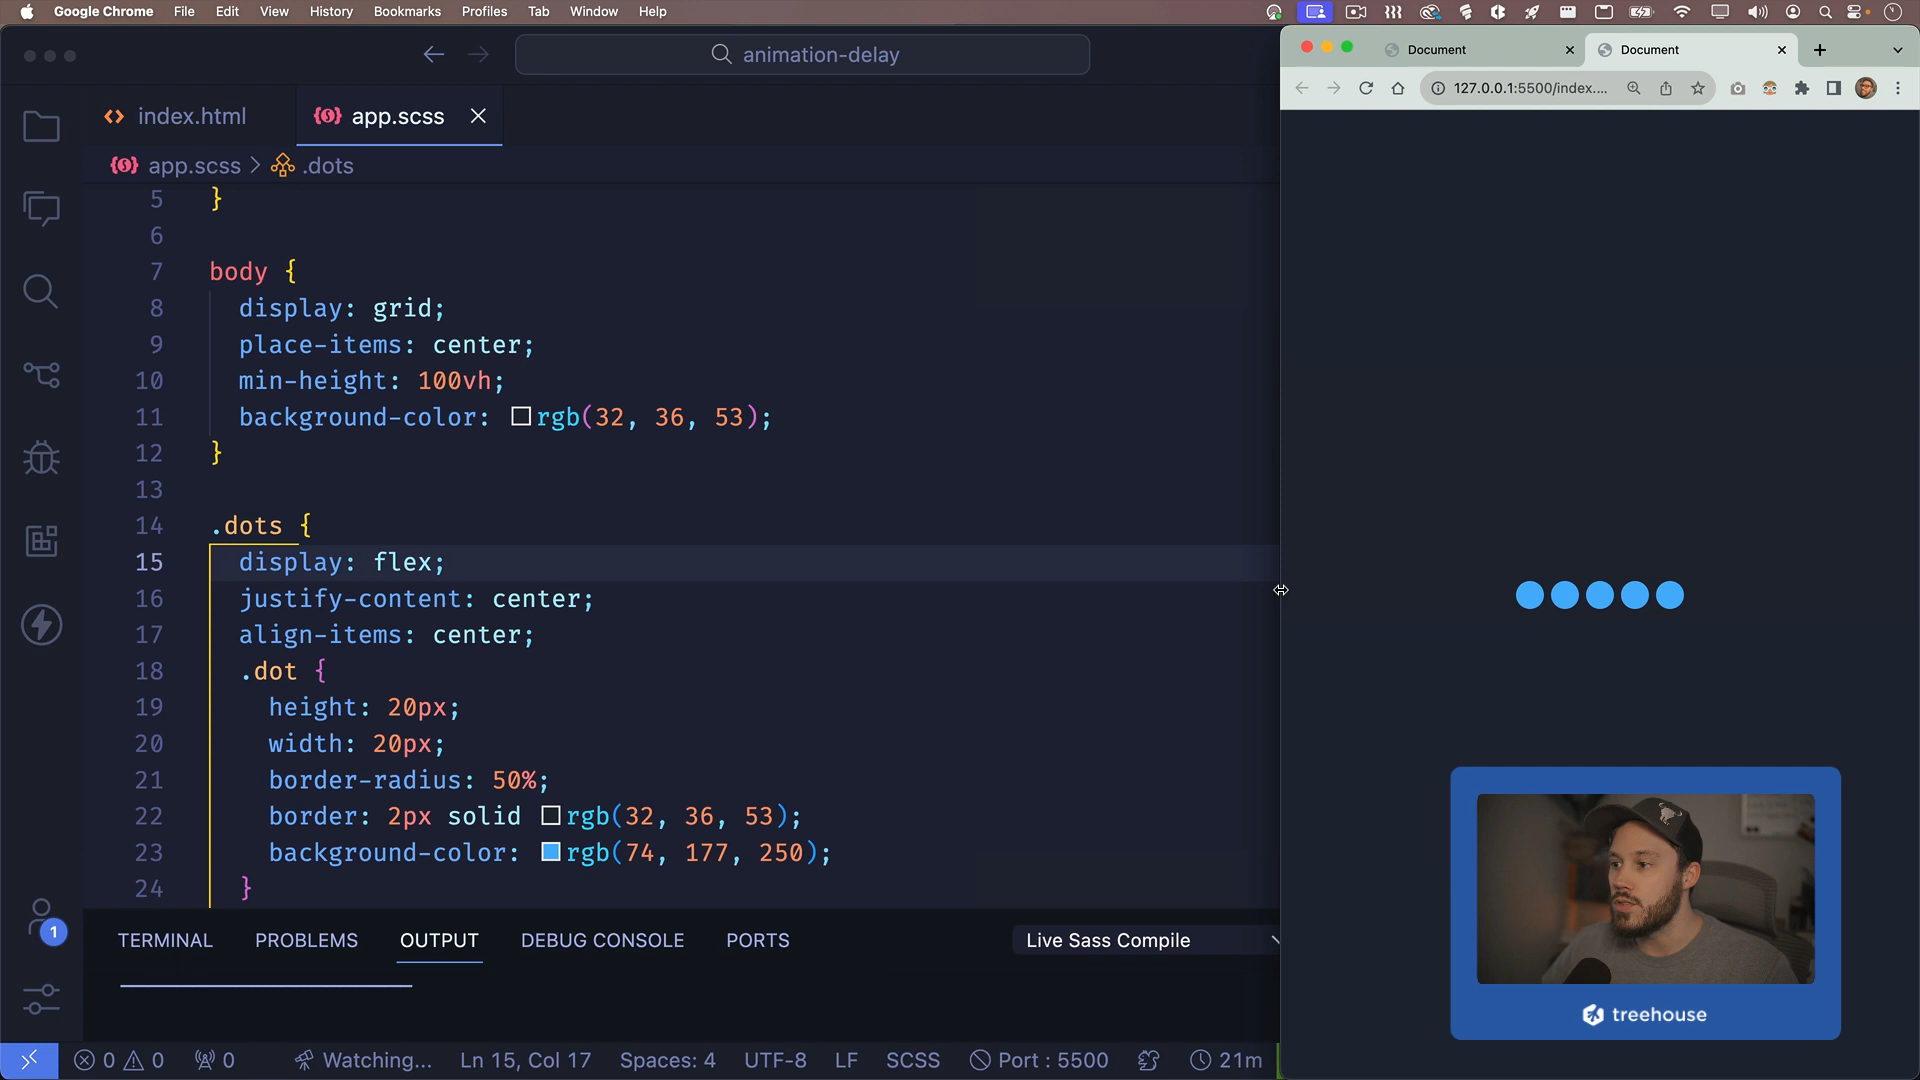 Google Chrome File Edit View History Bookmarks Profiles Tab Window Help
animation-delay
index.html
app.scss
app.scss > .dots
5 }
6
7 body {
8 display: grid;
9 place-items: center;
10 min-height: 100vh;
11 background-color: rgb(32, 36, 53);
12 }
13
14 .dots {
15 display: flex;
16 justify-content: center;
17 align-items: center;
18 .dot {
19 height: 20px;
20 width: 20px;
21 border-radius: 50%;
22 border: 2px solid rgb(32, 36, 53);
23 background-color: rgb(74, 177, 250);
24 }
1
TERMINAL PROBLEMS OUTPUT DEBUG CONSOLE PORTS Live Sass Compile
0 0 0 Watching... Ln 15, Col 17 Spaces: 4 UTF-8 LF SCSS Port : 5500 21m
Document
Document
127.0.0.1:5500/index....
treehouse